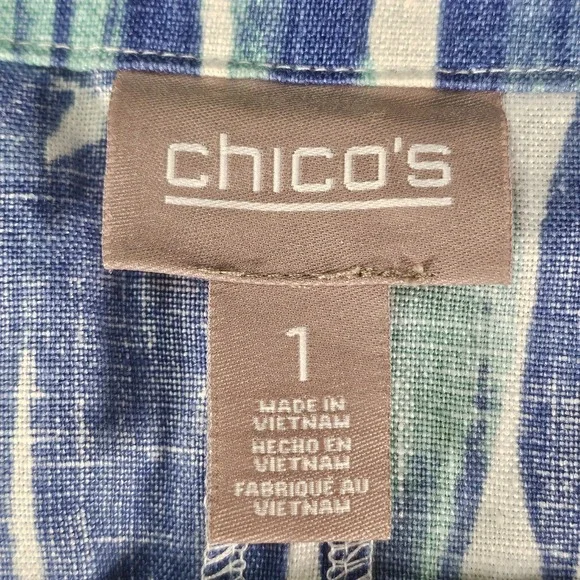 chico's
1
MADE IN
VIETNAM
HECHO EN
VIETNAM
FABRIQUE AU
VIETNAM